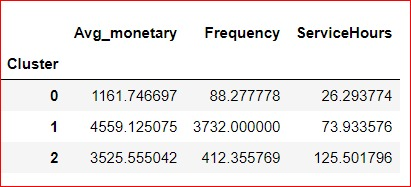 Avg_monetary Frequency ServiceHours
Cluster
0 1161.746697 88.277778 26.293774
1 4559.125075 3732.000000 73.933576
2 3525.555042 412.355769 125.501796